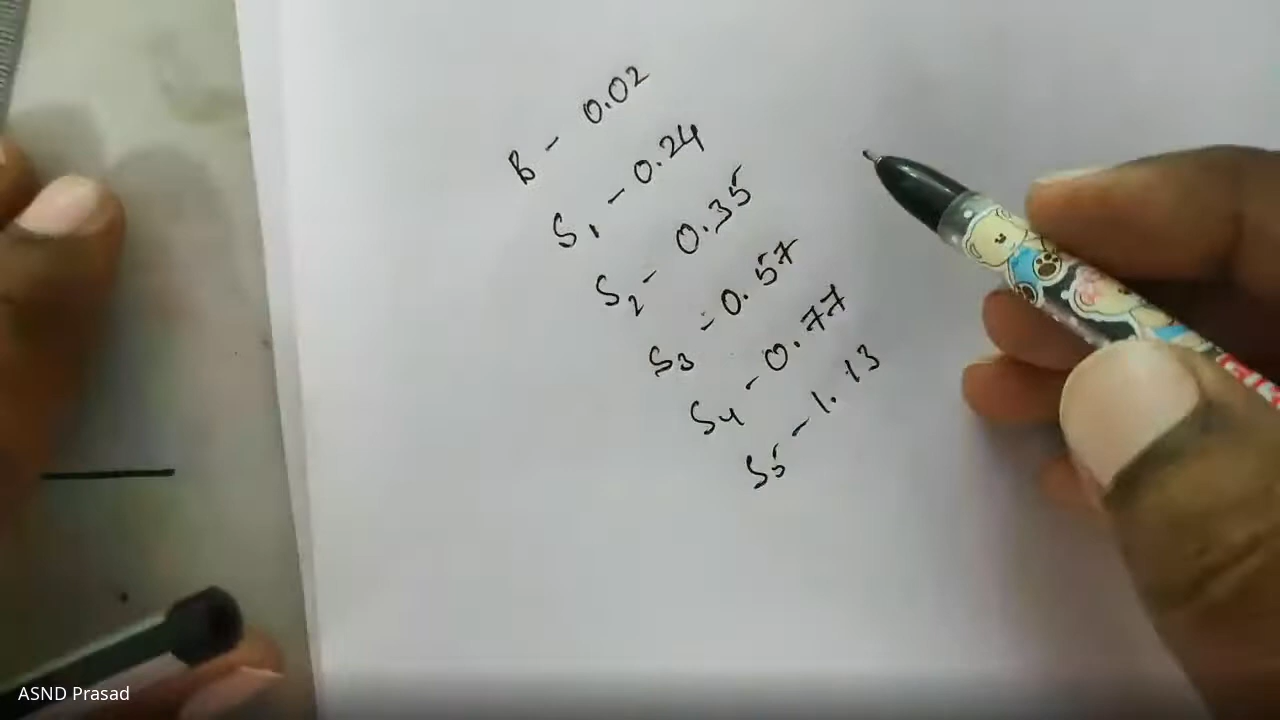 B - 0.02
S1 - 0.24
S2 - 0.35
S3 - 0.57
S4 - 0.77
S5 - 1.13
ASND Prasad